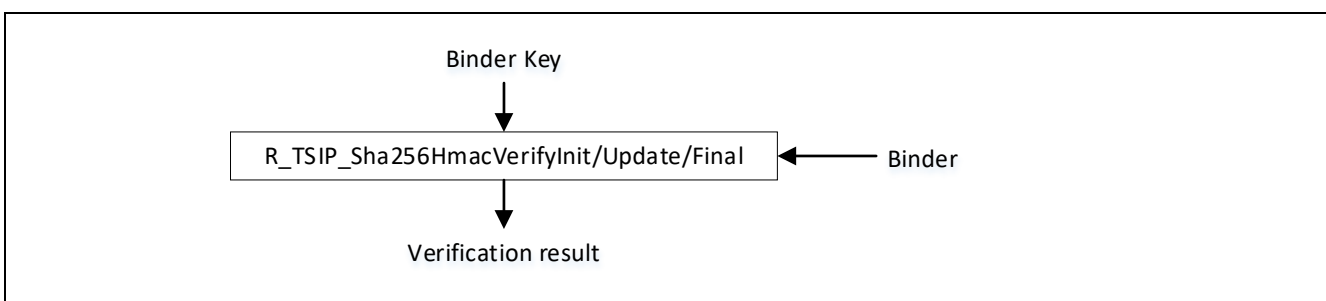 Binder Key
R_TSIP_Sha256HmacVerifyInit/Update/Final
Binder
Verification result